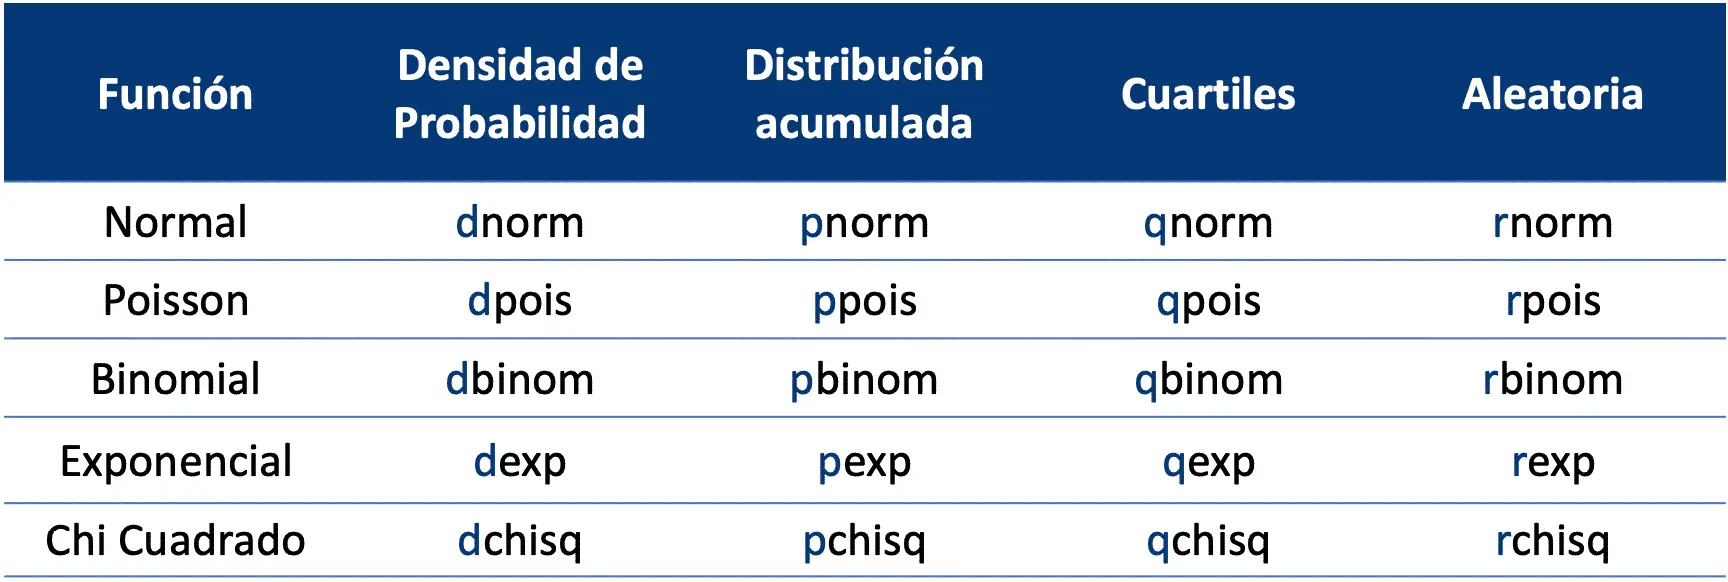 Función Densidad de Probabilidad Distribución acumulada Cuartiles Aleatoria
Normal dnorm pnorm qnorm rnorm
Poisson dpois ppois qpois rpois
Binomial dbinom pbinom qbinom rbinom
Exponencial dexp pexp qexp rexp
Chi Cuadrado dchisq pchisq qchisq rchisq